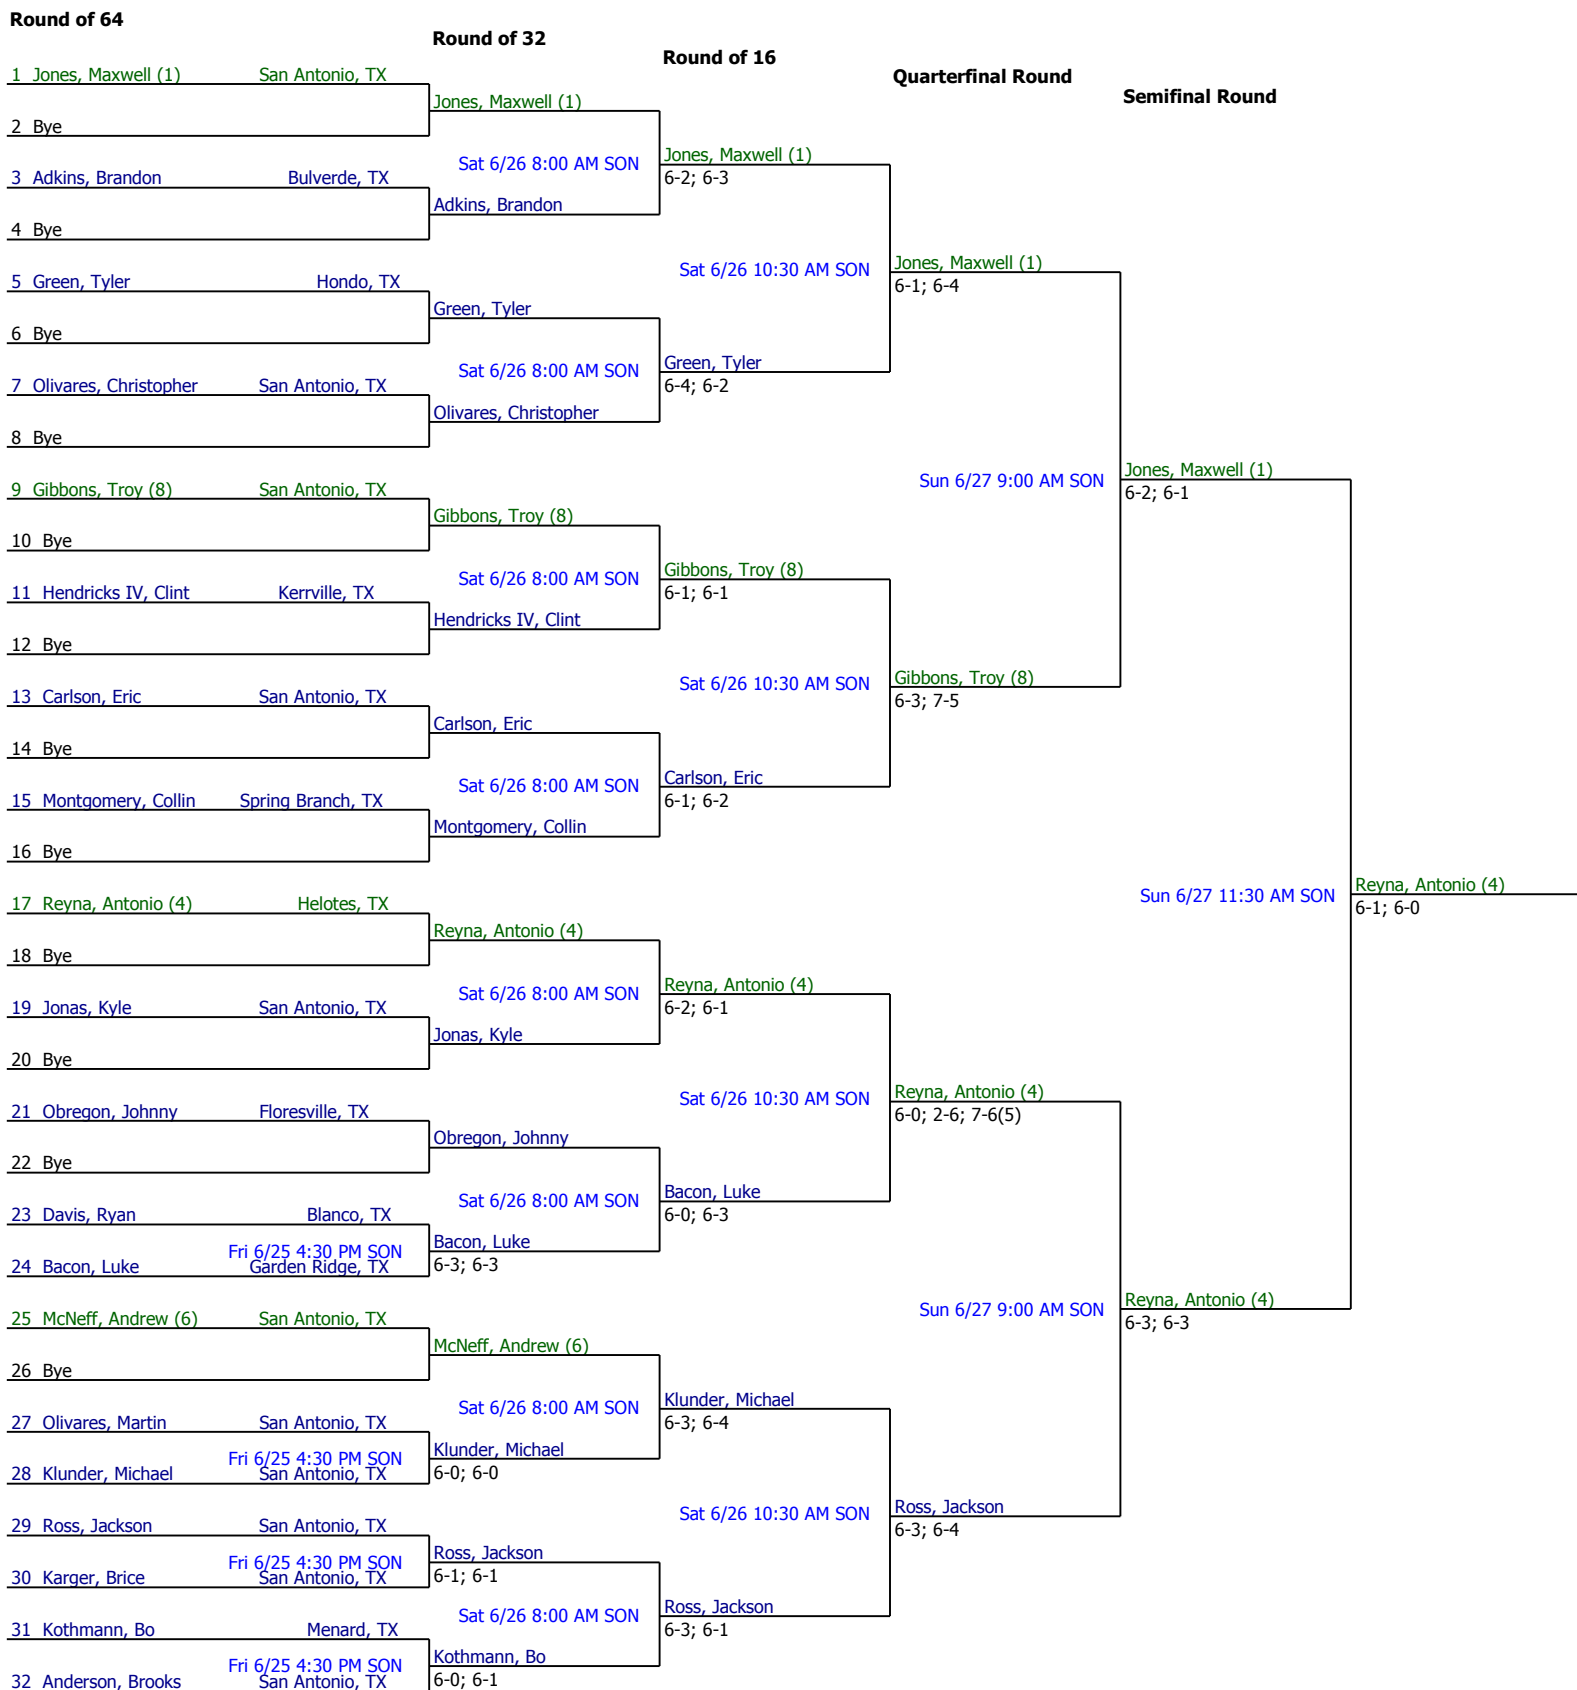 Round of 64
Round of 32
Round of 16
Quarterfinal Round
Semifinal Round
1 Jones, Maxwell (1) San Antonio, TX
Jones, Maxwell (1)
2 Bye
Sat 6/26 8:00 AM SON
Jones, Maxwell (1)
6-2; 6-3
3 Adkins, Brandon Bulverde, TX
Adkins, Brandon
4 Bye
Sat 6/26 10:30 AM SON
Jones, Maxwell (1)
6-1; 6-4
5 Green, Tyler Hondo, TX
Green, Tyler
6 Bye
Sat 6/26 8:00 AM SON
Green, Tyler
6-4; 6-2
7 Olivares, Christopher San Antonio, TX
Olivares, Christopher
8 Bye
Sun 6/27 9:00 AM SON
Jones, Maxwell (1)
6-2; 6-1
9 Gibbons, Troy (8) San Antonio, TX
Gibbons, Troy (8)
10 Bye
Sat 6/26 8:00 AM SON
Gibbons, Troy (8)
6-1; 6-1
11 Hendricks IV, Clint Kerrville, TX
Hendricks IV, Clint
12 Bye
Sat 6/26 10:30 AM SON
Gibbons, Troy (8)
6-3; 7-5
13 Carlson, Eric San Antonio, TX
Carlson, Eric
14 Bye
Sat 6/26 8:00 AM SON
Carlson, Eric
6-1; 6-2
15 Montgomery, Collin Spring Branch, TX
Montgomery, Collin
16 Bye
Sun 6/27 11:30 AM SON
Reyna, Antonio (4)
6-1; 6-0
17 Reyna, Antonio (4) Helotes, TX
Reyna, Antonio (4)
18 Bye
Sat 6/26 8:00 AM SON
Reyna, Antonio (4)
6-2; 6-1
19 Jonas, Kyle San Antonio, TX
Jonas, Kyle
20 Bye
Sat 6/26 10:30 AM SON
Reyna, Antonio (4)
6-0; 2-6; 7-6(5)
21 Obregon, Johnny Floresville, TX
Obregon, Johnny
22 Bye
Sat 6/26 8:00 AM SON
Bacon, Luke
6-0; 6-3
23 Davis, Ryan Blanco, TX
Fri 6/25 4:30 PM SON
Bacon, Luke
6-3; 6-3
24 Bacon, Luke Garden Ridge, TX
Sun 6/27 9:00 AM SON
Reyna, Antonio (4)
6-3; 6-3
25 McNeff, Andrew (6) San Antonio, TX
McNeff, Andrew (6)
26 Bye
Sat 6/26 8:00 AM SON
Klunder, Michael
6-3; 6-4
27 Olivares, Martin San Antonio, TX
Fri 6/25 4:30 PM SON
Klunder, Michael
6-0; 6-0
28 Klunder, Michael San Antonio, TX
Sat 6/26 10:30 AM SON
Ross, Jackson
6-3; 6-4
29 Ross, Jackson San Antonio, TX
Fri 6/25 4:30 PM SON
Ross, Jackson
6-1; 6-1
30 Karger, Brice San Antonio, TX
Sat 6/26 8:00 AM SON
Ross, Jackson
6-3; 6-1
31 Kothmann, Bo Menard, TX
Fri 6/25 4:30 PM SON
Kothmann, Bo
6-0; 6-1
32 Anderson, Brooks San Antonio, TX